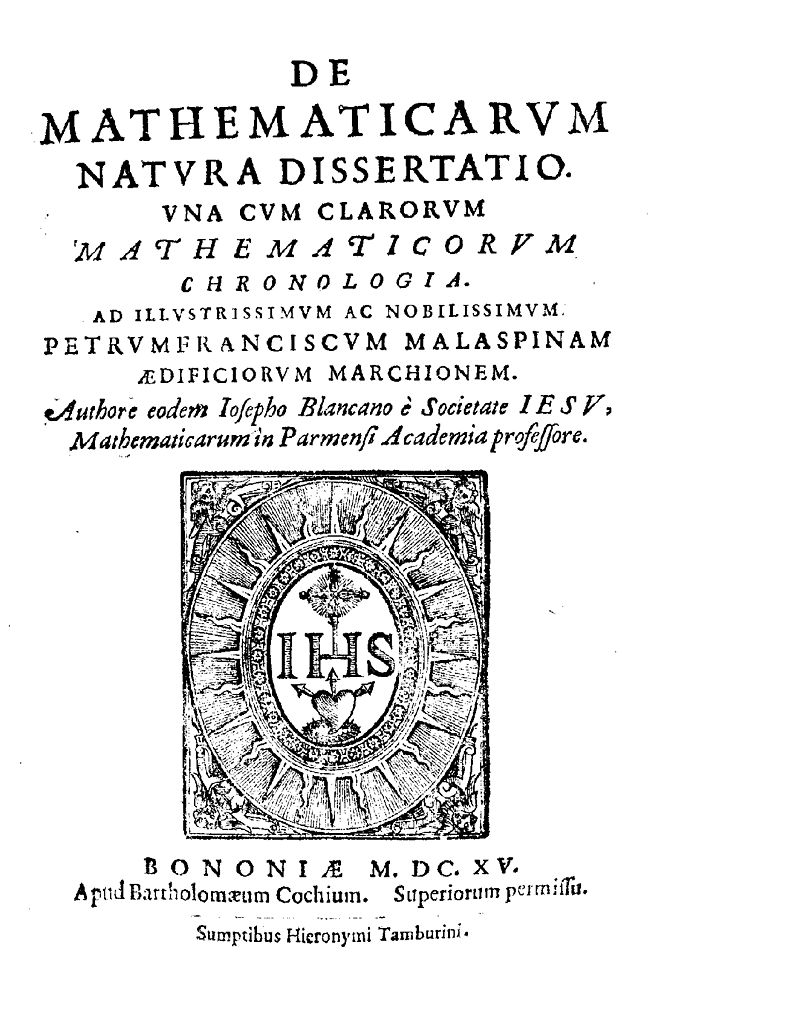 DE
MATHEMATICARVM
NATVRA DISSERTATIO.
VNA CVM CLARORVM
MATHEMATICORVM
CHRONOLOGIA.
AD ILLVSTRISSIMVM AC NOBILISSIMVM.
PETRVMFRANCISCVM MALASPINAM
ÆDIFICIORVM MARCHIONEM.
Authore eodem Ioſepho Blancano è Societate IESV,
Mathematicarum in Parmenſi Academia profeſſore.
IHS
BONONIÆ M. DC. XV.
Apud Bartholomæum Cochium. Superiorum permiſſu.
Sumptibus Hieronymi Tamburini.